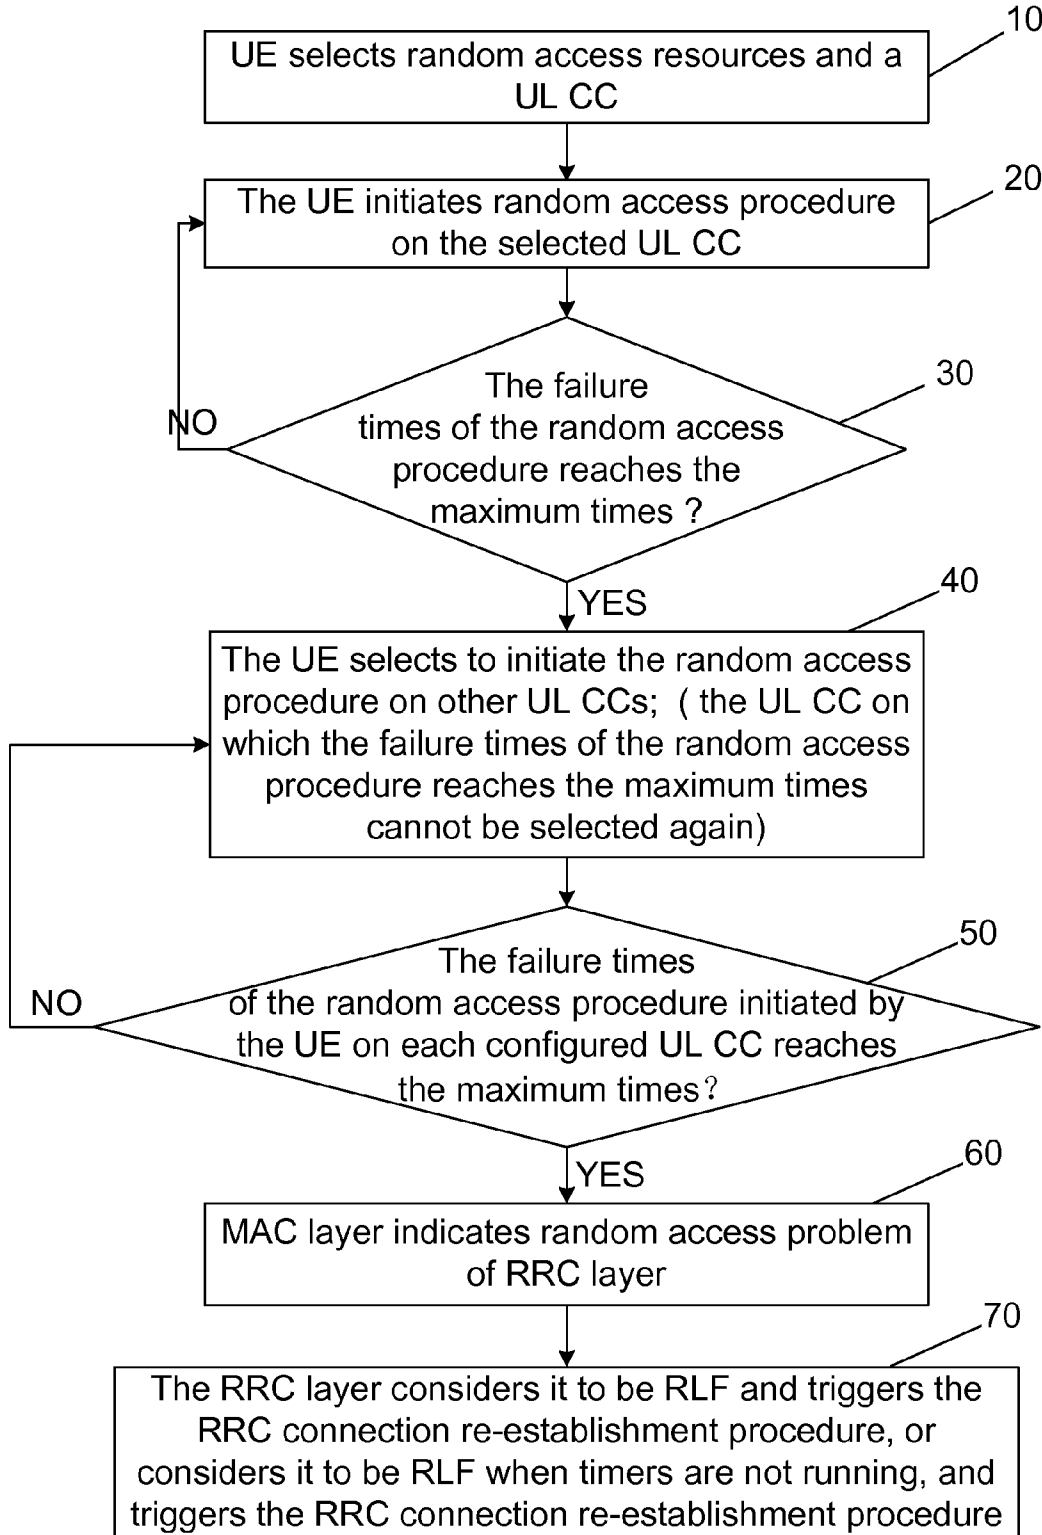 10
UE selects random access resources and a
UL CC
20
The UE initiates random access procedure
on the selected UL CC
30
The failure
times of the random access
procedure reaches the
maximum times ?
NO
YES
40
The UE selects to initiate the random access
procedure on other UL CCs; ( the UL CC on
which the failure times of the random access
procedure reaches the maximum times
cannot be selected again)
50
The failure times
of the random access procedure initiated by
the UE on each configured UL CC reaches
the maximum times?
NO
YES
60
MAC layer indicates random access problem
of RRC layer
70
The RRC layer considers it to be RLF and triggers the
RRC connection re-establishment procedure, or
considers it to be RLF when timers are not running, and
triggers the RRC connection re-establishment procedure